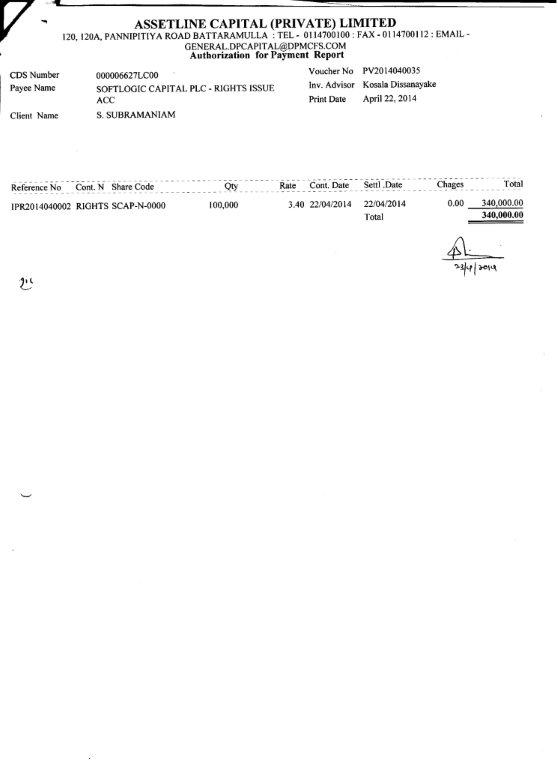 ASSETLINE CAPITAL (PRIVATE) LIMITED
120, 120A, PANNIPITIYA ROAD BATTARAMULLA : TEL - 0114700100 : FAX - 0114700112 : EMAIL -
GENERAL.DPCAPITAL@DPMCFS.COM
Authorization for Payment Report
CDS Number 000006627LC00 Voucher No PV2014040035
Payee Name SOFTLOGIC CAPITAL PLC - RIGHTS ISSUE ACC Inv. Advisor Kosala Dissanayake
Print Date April 22, 2014
Client Name S. SUBRAMANIAM
Reference No Cont. N Share Code Qty Rate Cont. Date Settl .Date Chages Total
IPR2014040002 RIGHTS SCAP-N-0000 100,000 3.40 22/04/2014 22/04/2014 0.00 340,000.00
Total 340,000.00
23/4/2014